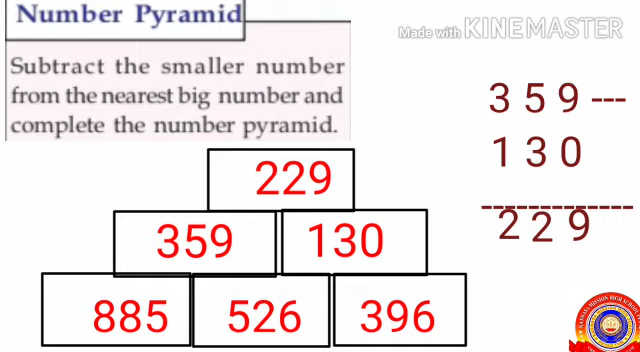 Number Pyramid
Made with KINEMASTER
Subtract the smaller number
from the nearest big number and
complete the number pyramid.
229
359 130
885 526 396
3 5 9 ---
1 3 0
-------------
2 2 9